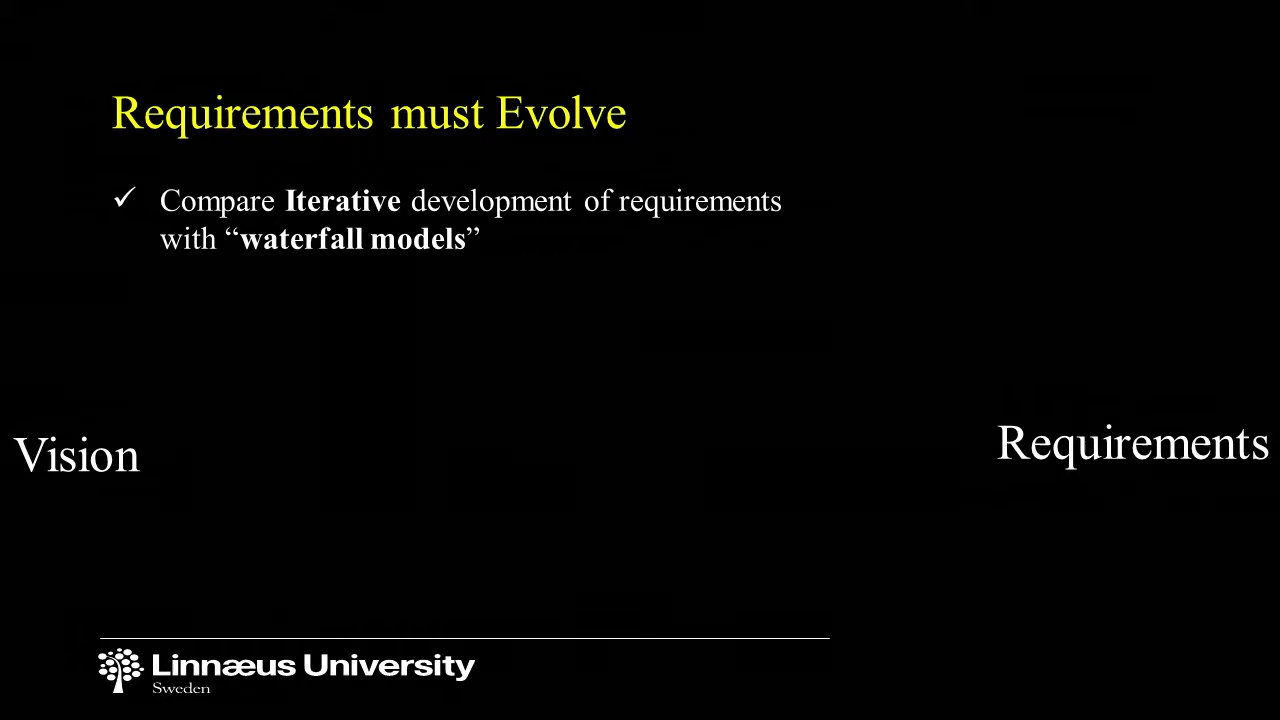 Requirements must Evolve
✓ Compare Iterative development of requirements
with “waterfall models”
Vision
Requirements
Linnæus University
Sweden